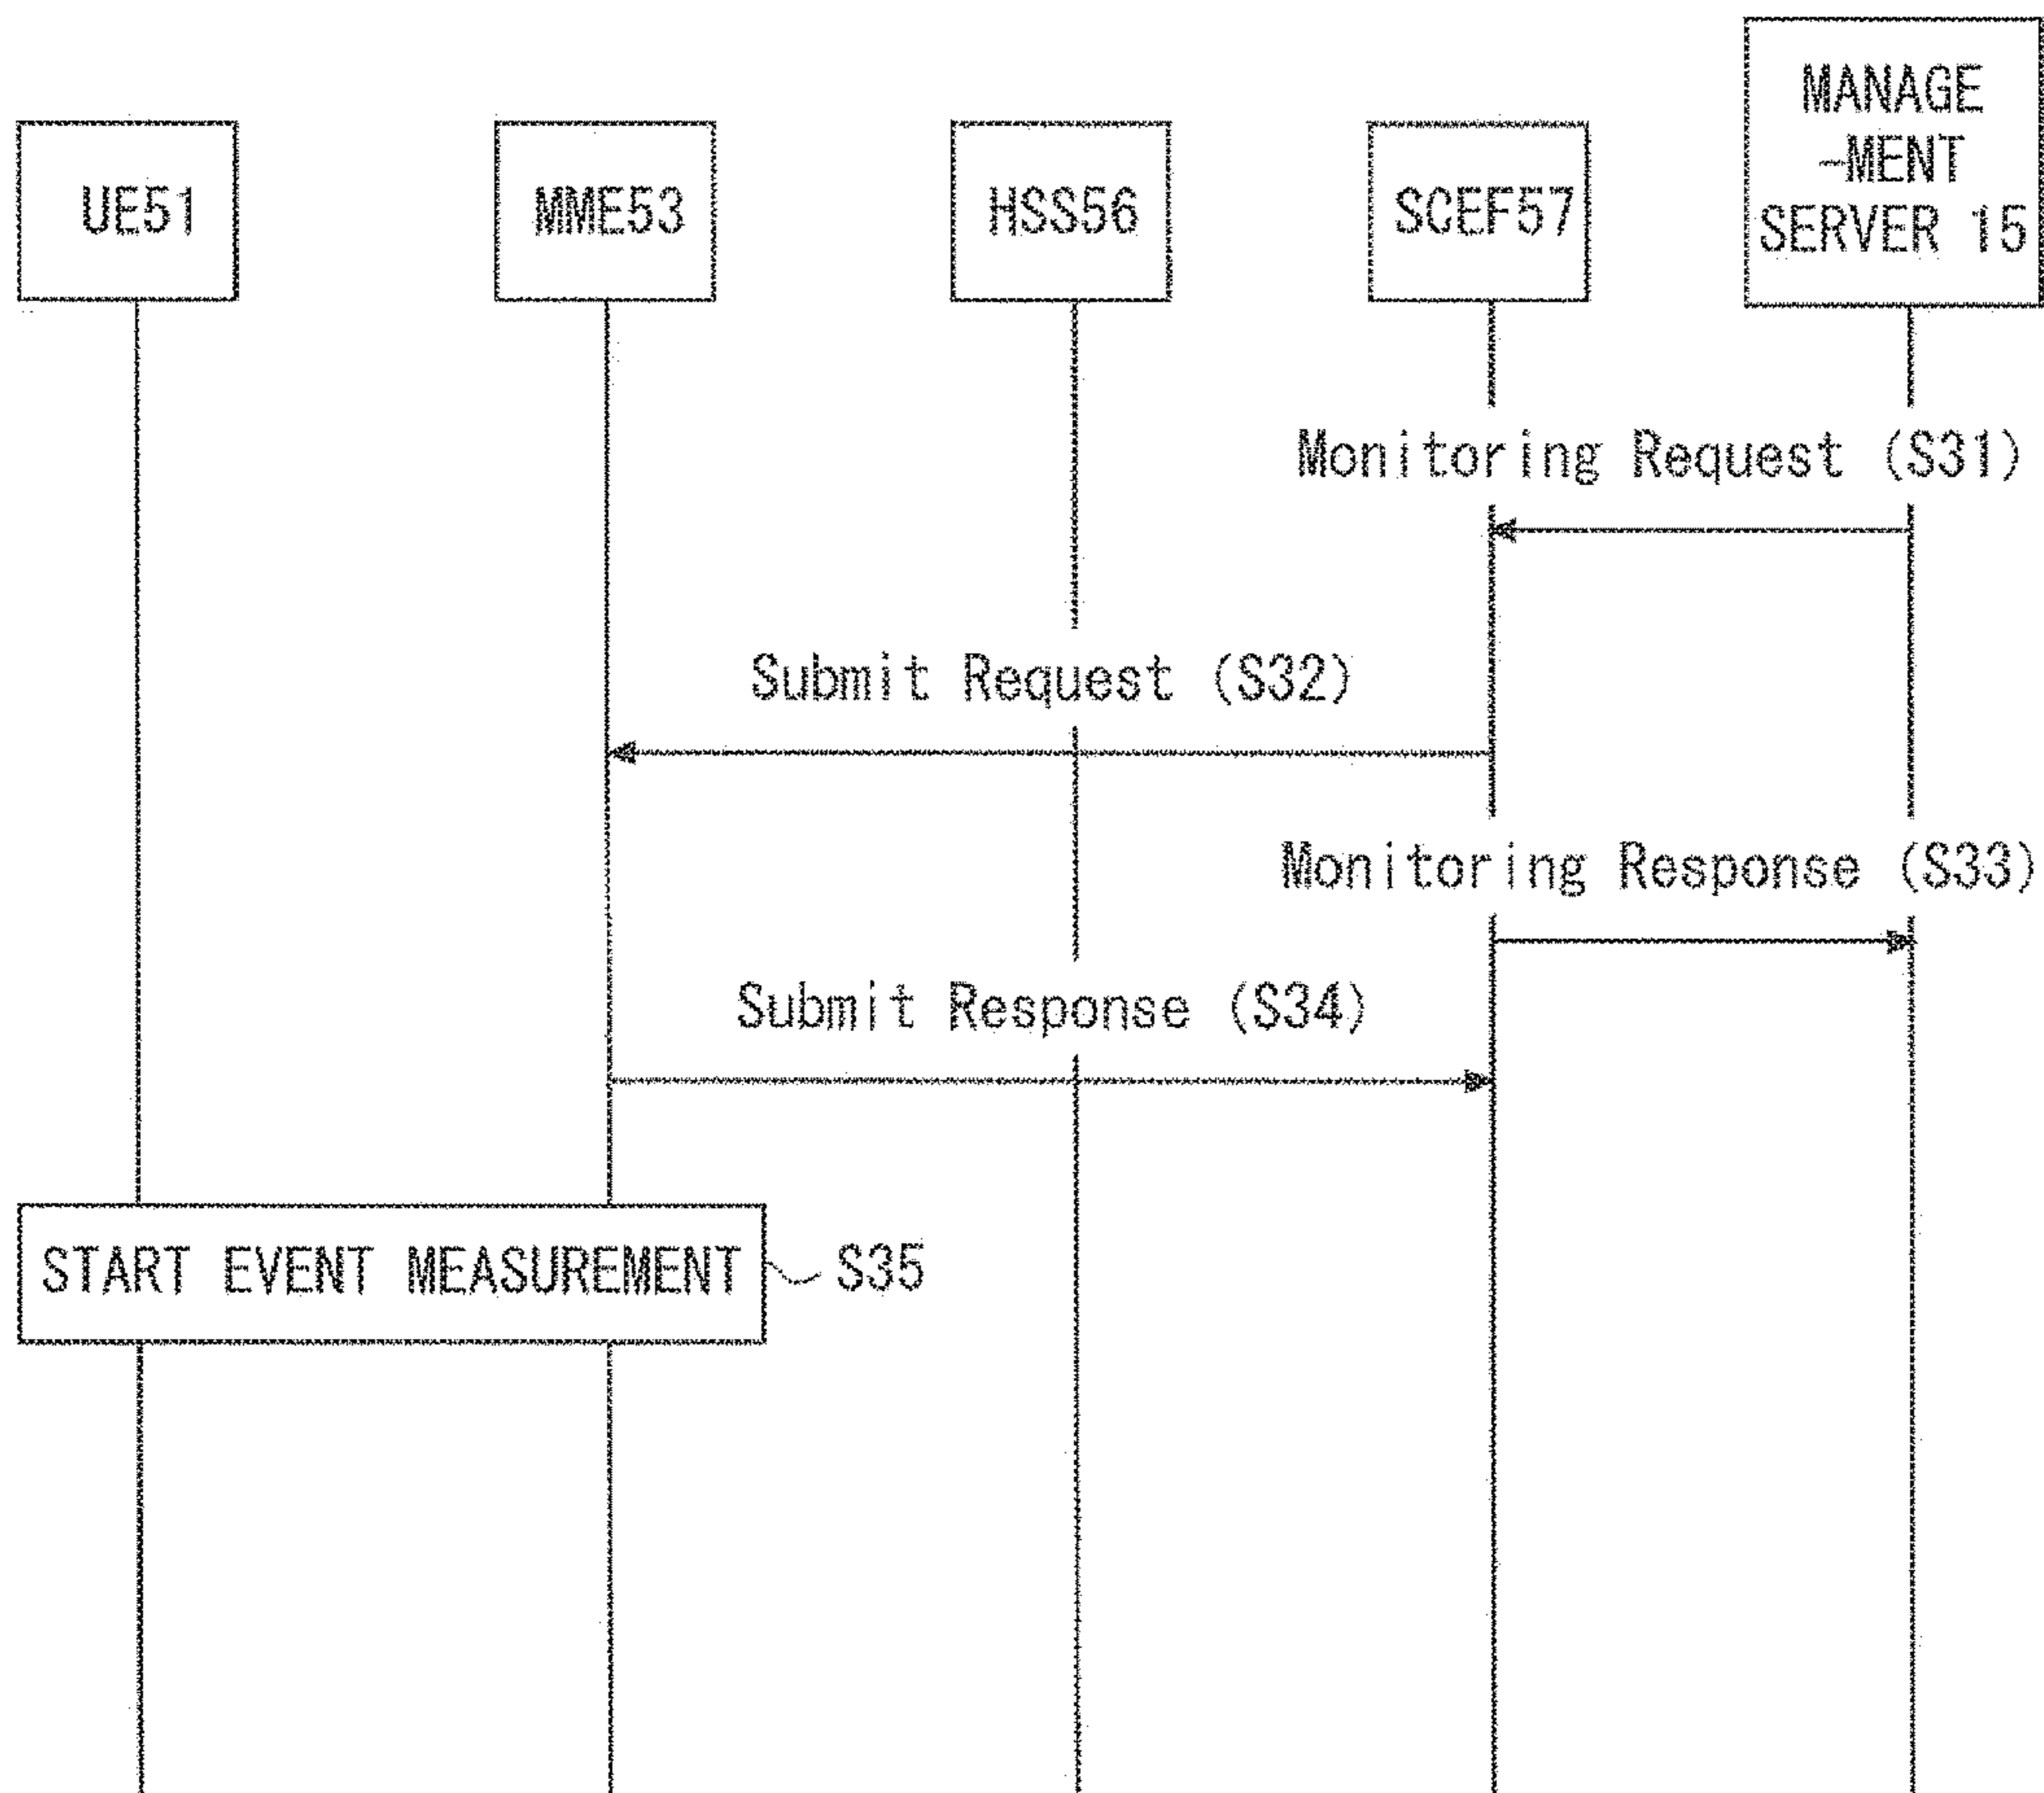 UE51
MME53
HSS56
SCEF57
MANAGE
-MENT
SERVER 15
Monitoring Request (S31)
Submit Request (S32)
Monitoring Response (S33)
Submit Response (S34)
START EVENT MEASUREMENT
S35